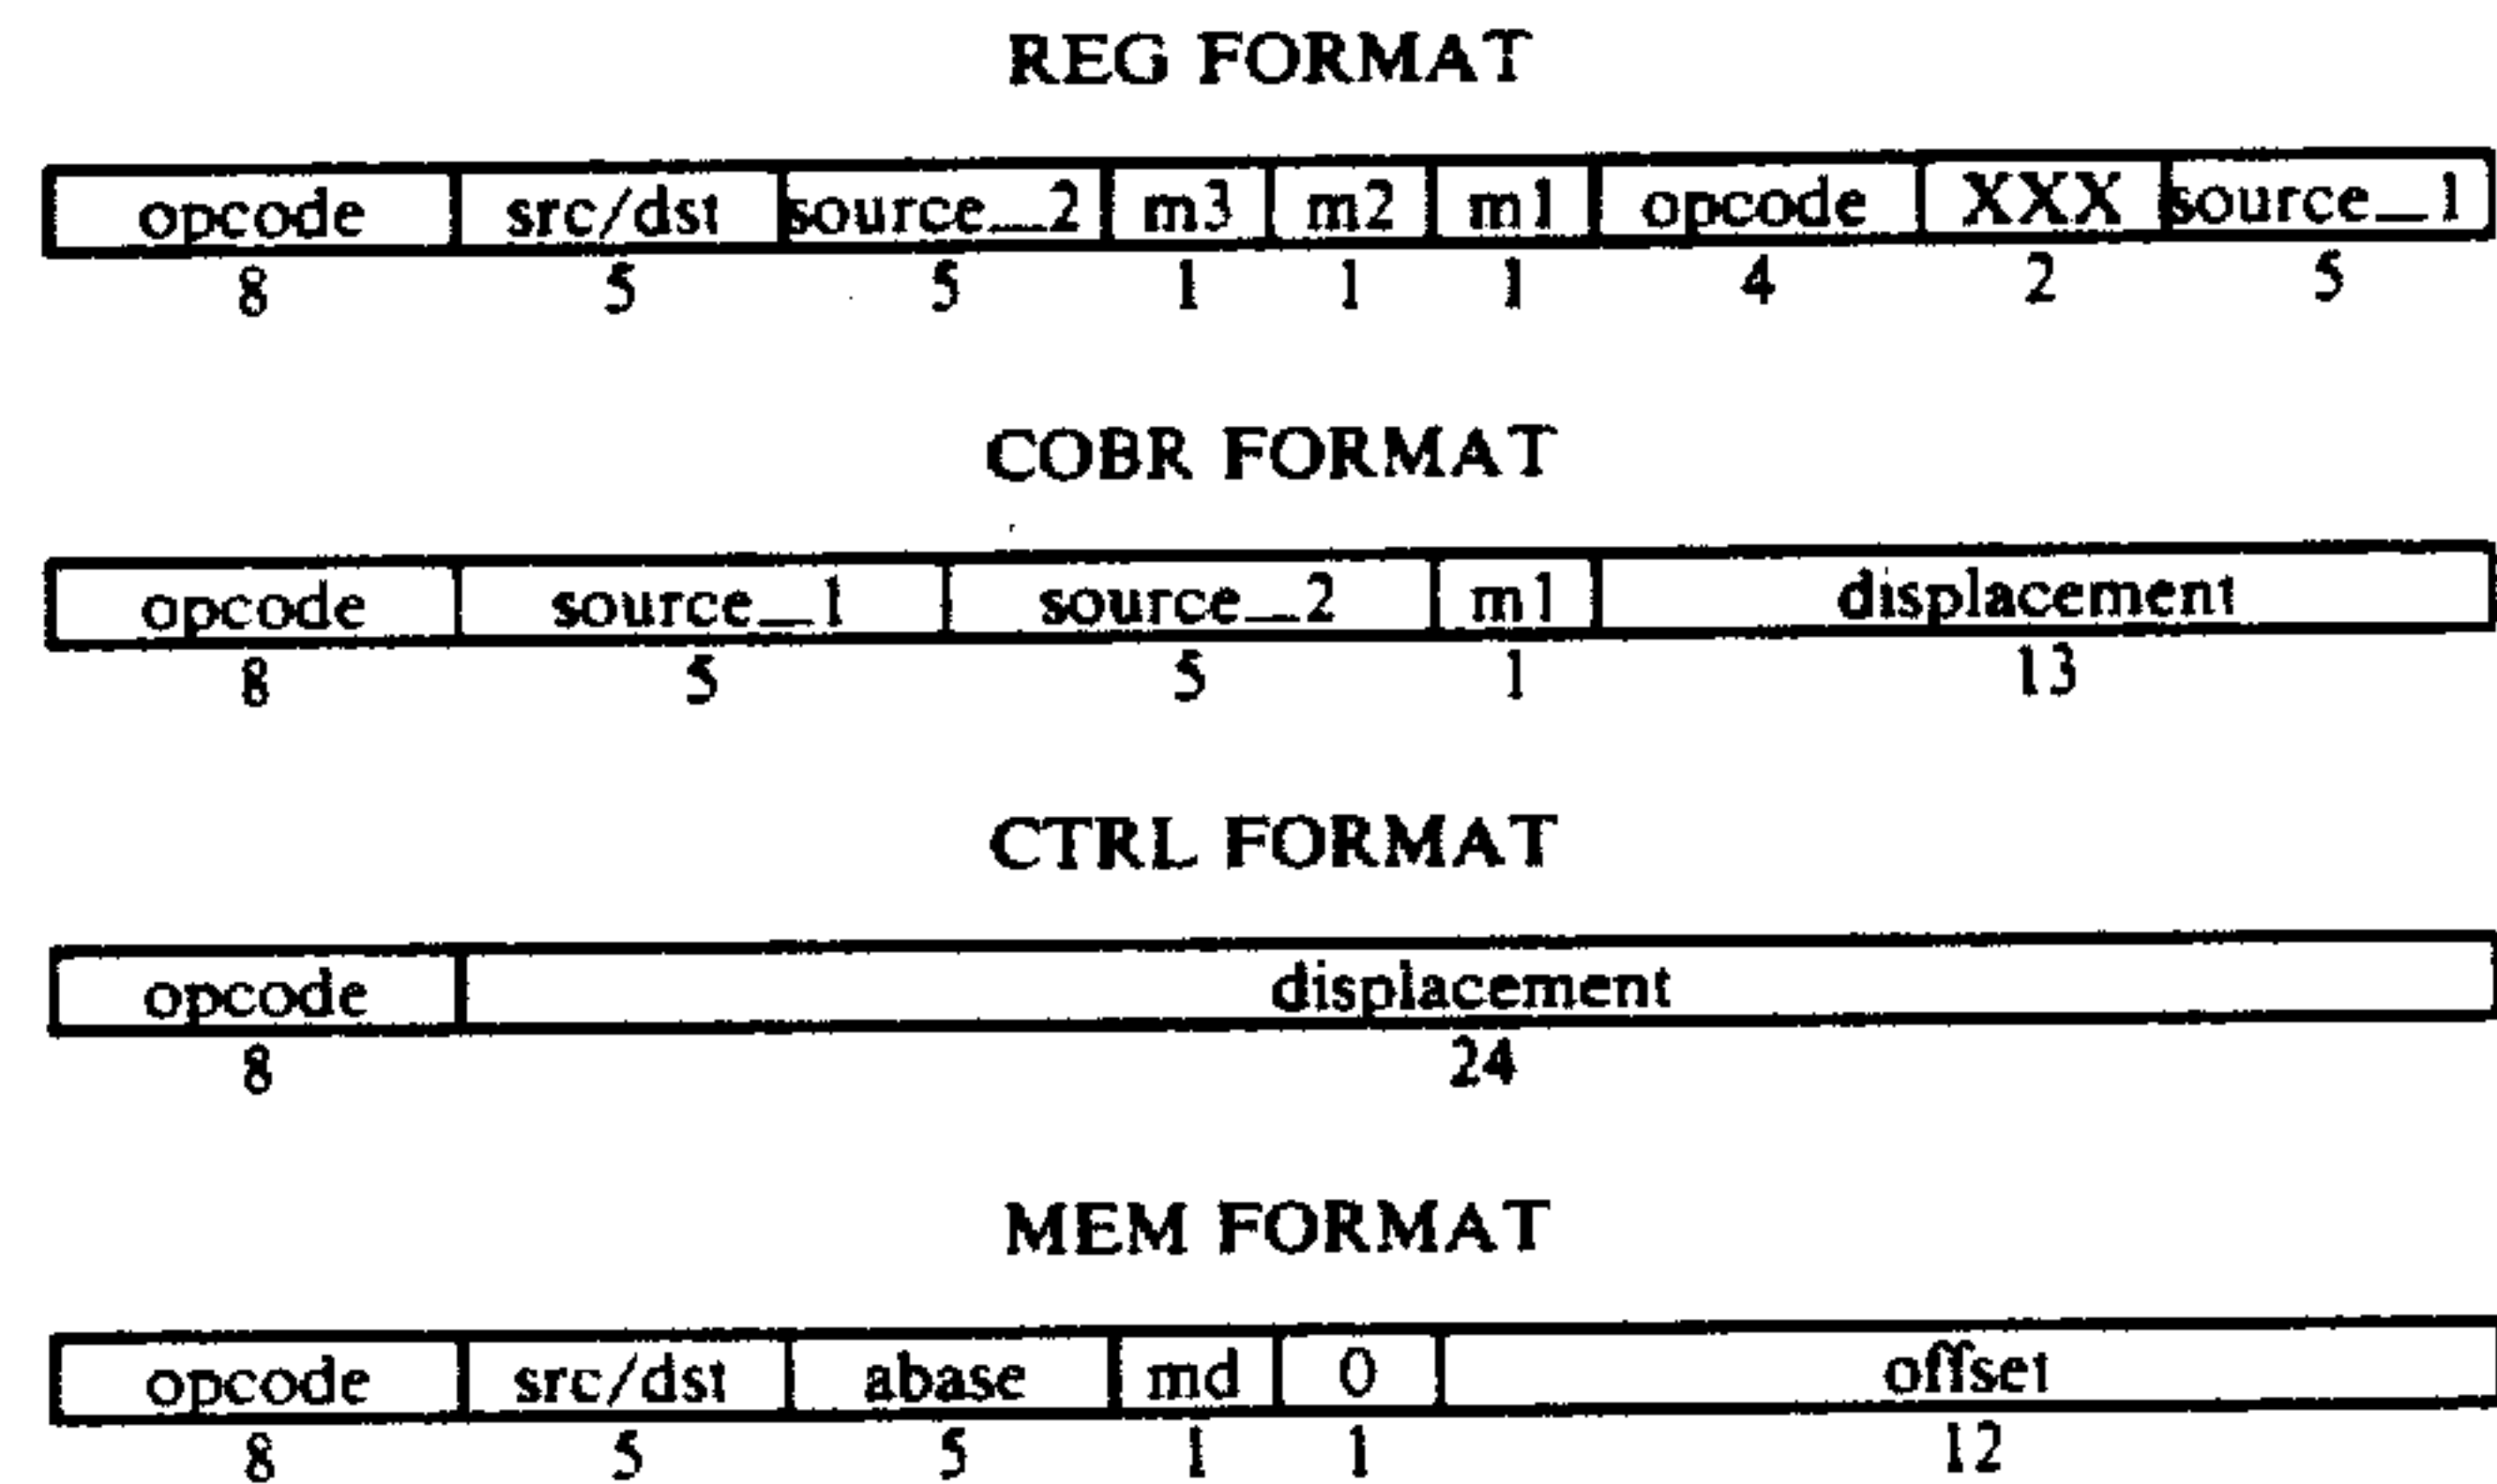 REG FORMAT
opcode src/dst source_2 m3 m2 m1 opcode XXX source_1
8 5 5 1 1 1 4 2 5
COBR FORMAT
opcode source_1 source_2 m1 displacement
8 5 5 1 13
CTRL FORMAT
opcode displacement
8 24
MEM FORMAT
opcode src/dst abase md 0 offset
8 5 5 1 1 12